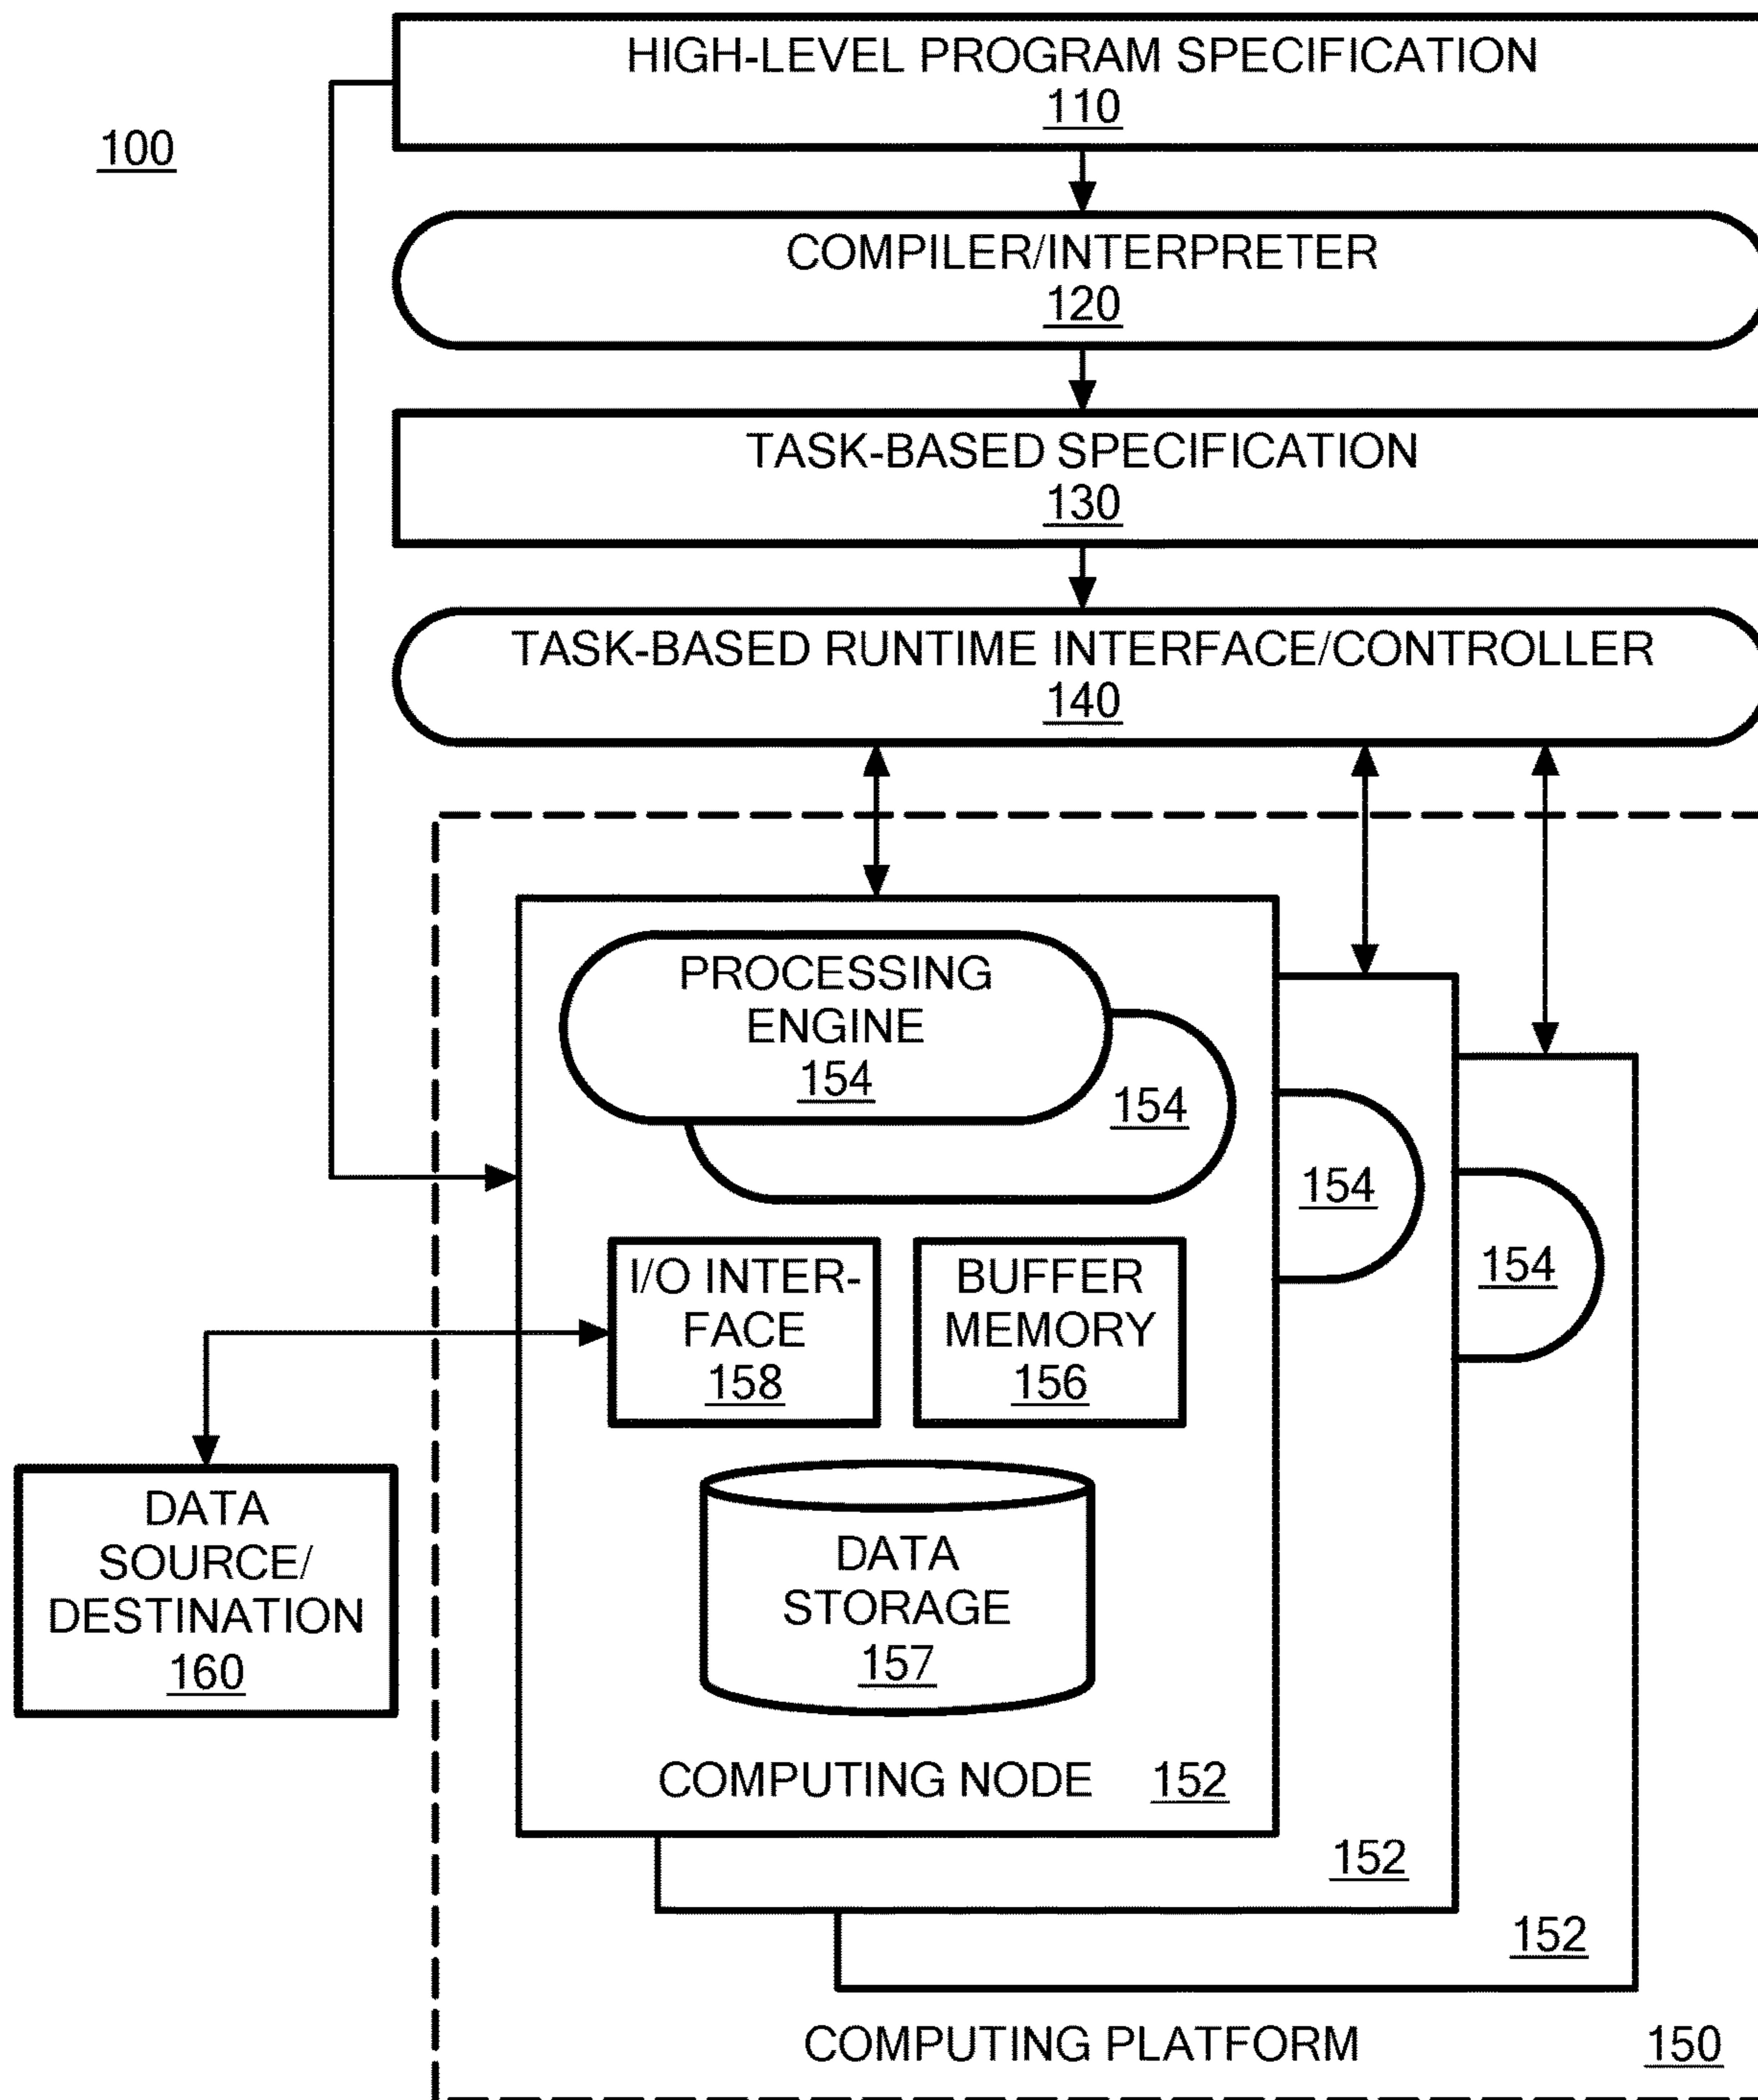 HIGH-LEVEL PROGRAM SPECIFICATION
110
100
COMPILER/INTERPRETER
120
TASK-BASED SPECIFICATION
130
TASK-BASED RUNTIME INTERFACE/CONTROLLER
140
PROCESSING
ENGINE
154
154
154
154
I/O INTER-
FACE
158
BUFFER
MEMORY
156
DATA
SOURCE/
DESTINATION
160
DATA
STORAGE
157
COMPUTING NODE 152
152
152
COMPUTING PLATFORM 150